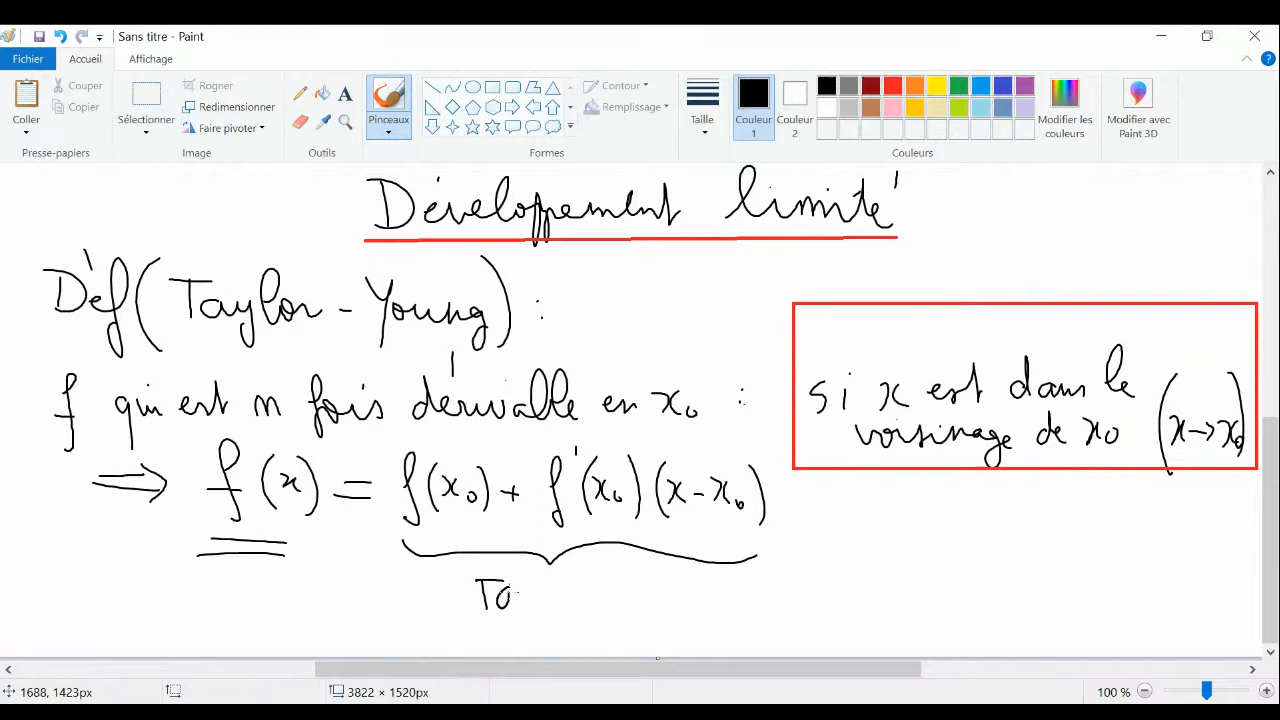 Sans titre - Paint
Fichier Accueil Affichage
Coller
Couper
Copier
Presse-papiers
Sélectionner
Rogner
Redimensionner
Faire pivoter
Image
Outils
Pinceaux
Contour
Remplissage
Formes
Taille
Couleur 1
Couleur 2
Couleurs
Modifier les couleurs
Modifier avec Paint 3D
Développement limité
Déf (Taylor - Young) :
f qui est n fois dérivable en x₀ :
⟹ f(x) = f(x₀) + f'(x₀)(x - x₀)
To
si x est dans le
voisinage de x₀ (x → x₀)
1688, 1423px
3822 × 1520px
100 %